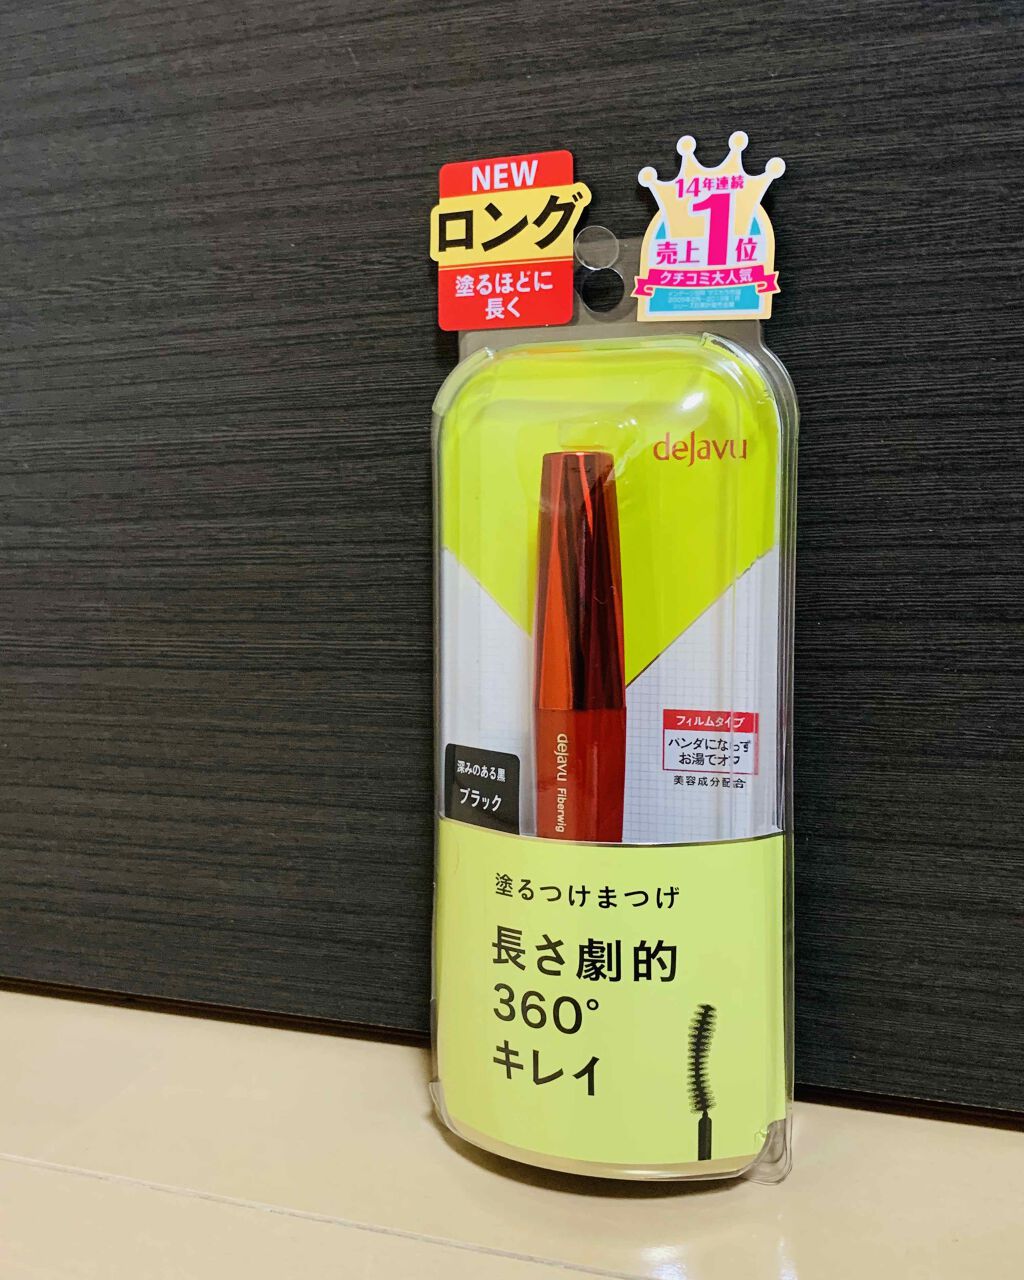 NEW
ロング
塗るほどに
長く
14年連続
売上1位
クチコミ大人気
dejavu
フィルムタイプ
パンダにならず
お湯でオフ
美容成分配合
深みのある黒
ブラック
dejavu Fiberwig
塗るつけまつげ
長さ劇的
360°
キレイ